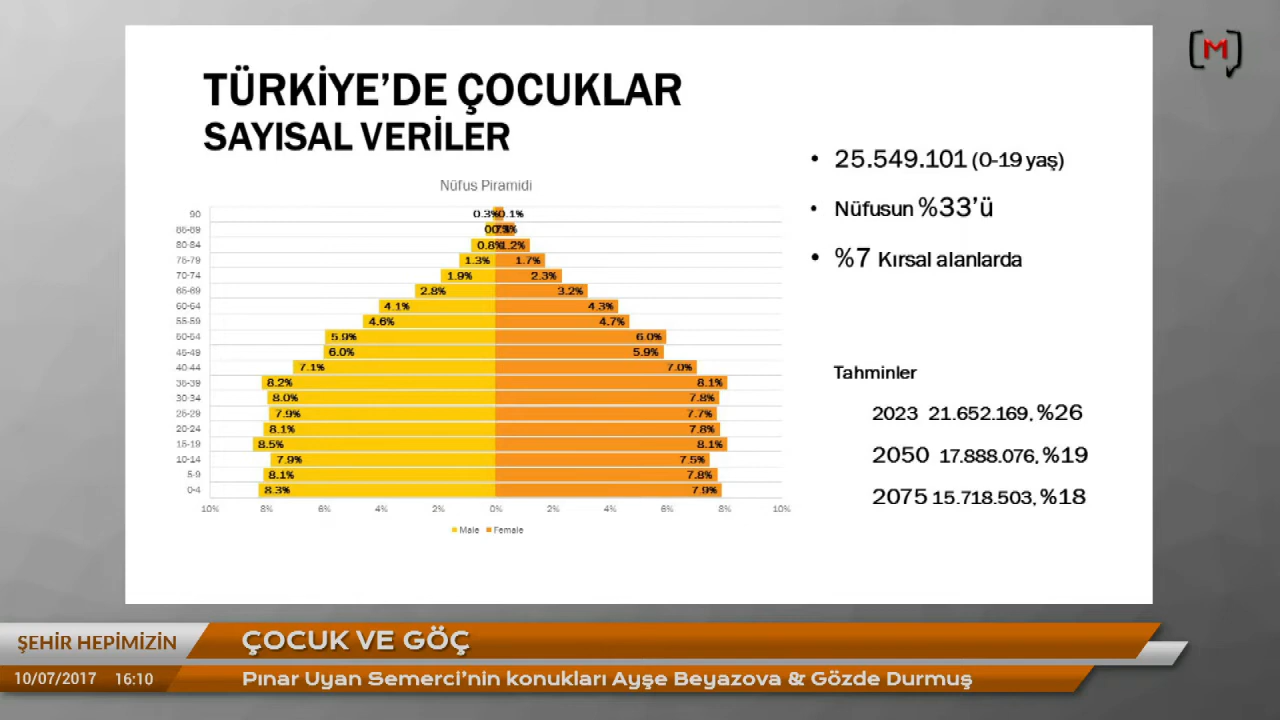 TÜRKİYE'DE ÇOCUKLAR
SAYISAL VERİLER
Nüfus Piramidi
90 0.3% 0.1%
85-89
80-84 0.8% 1.2%
75-79 1.3% 1.7%
70-74 1.9% 2.3%
65-69 2.8% 3.2%
60-64 4.1% 4.3%
55-59 4.6% 4.7%
50-54 5.9% 6.0%
45-49 6.0% 5.9%
40-44 7.1% 7.0%
35-39 8.2% 8.1%
30-34 8.0% 7.8%
25-29 7.9% 7.7%
20-24 8.1% 7.8%
15-19 8.5% 8.1%
10-14 7.9% 7.5%
5-9 8.1% 7.8%
0-4 8.3% 7.9%
10% 8% 6% 4% 2% 0% 2% 4% 6% 8% 10%
Male Female
• 25.549.101 (0-19 yaş)
• Nüfusun %33'ü
• %7 Kırsal alanlarda
Tahminler
2023 21.652.169, %26
2050 17.888.076, %19
2075 15.718.503, %18
[M]
ŞEHİR HEPİMİZİN
ÇOCUK VE GÖÇ
10/07/2017 16:10
Pınar Uyan Semerci'nin konukları Ayşe Beyazova & Gözde Durmuş